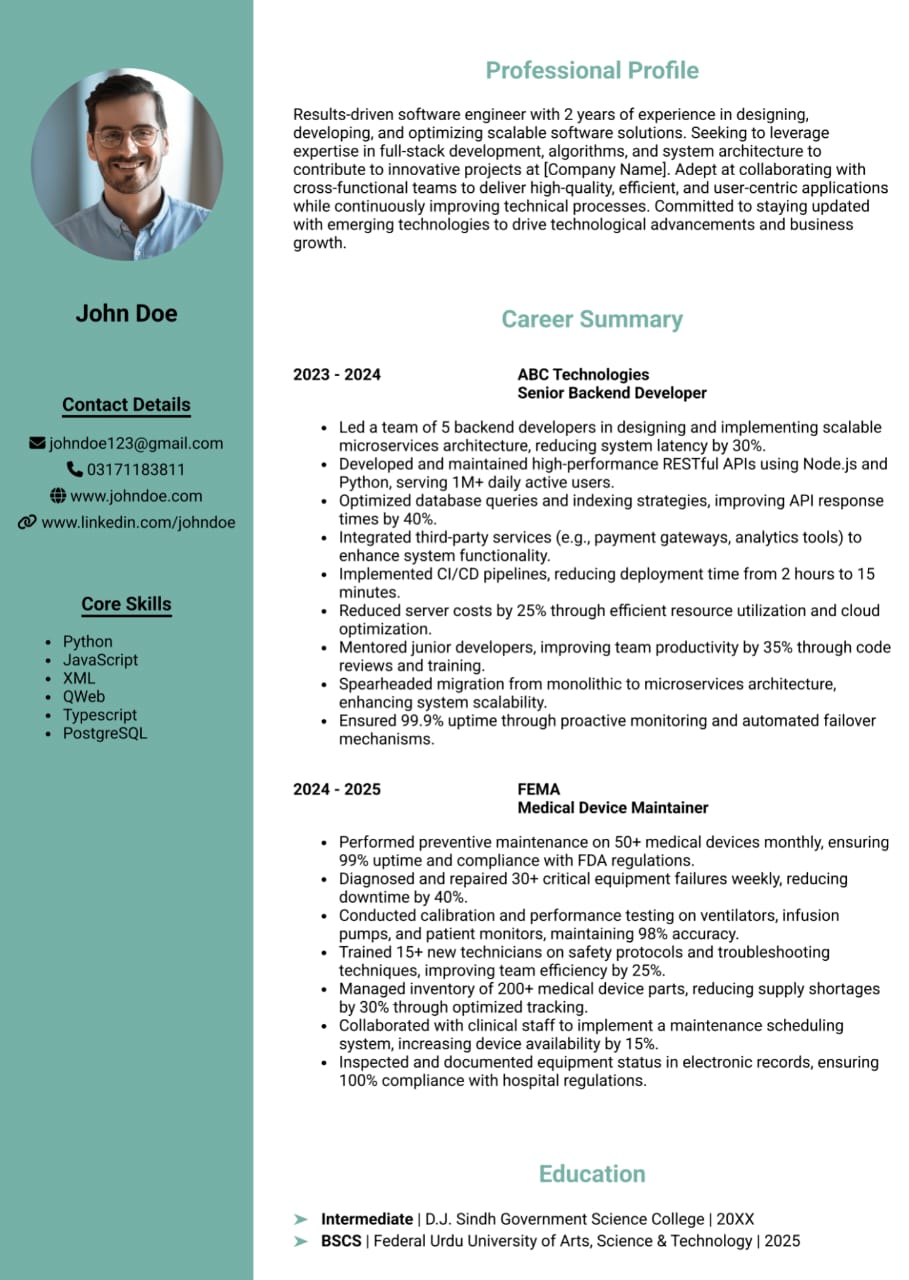 John Doe
Contact Details
johndoe123@gmail.com
03171183811
www.johndoe.com
www.linkedin.com/johndoe
Core Skills
• Python
• JavaScript
• XML
• QWeb
• Typescript
• PostgreSQL
Professional Profile
Results-driven software engineer with 2 years of experience in designing,
developing, and optimizing scalable software solutions. Seeking to leverage
expertise in full-stack development, algorithms, and system architecture to
contribute to innovative projects at [Company Name]. Adept at collaborating with
cross-functional teams to deliver high-quality, efficient, and user-centric applications
while continuously improving technical processes. Committed to staying updated
with emerging technologies to drive technological advancements and business
growth.
Career Summary
2023 - 2024 ABC Technologies
Senior Backend Developer
• Led a team of 5 backend developers in designing and implementing scalable
microservices architecture, reducing system latency by 30%.
• Developed and maintained high-performance RESTful APIs using Node.js and
Python, serving 1M+ daily active users.
• Optimized database queries and indexing strategies, improving API response
times by 40%.
• Integrated third-party services (e.g., payment gateways, analytics tools) to
enhance system functionality.
• Implemented CI/CD pipelines, reducing deployment time from 2 hours to 15
minutes.
• Reduced server costs by 25% through efficient resource utilization and cloud
optimization.
• Mentored junior developers, improving team productivity by 35% through code
reviews and training.
• Spearheaded migration from monolithic to microservices architecture,
enhancing system scalability.
• Ensured 99.9% uptime through proactive monitoring and automated failover
mechanisms.
2024 - 2025 FEMA
Medical Device Maintainer
• Performed preventive maintenance on 50+ medical devices monthly, ensuring
99% uptime and compliance with FDA regulations.
• Diagnosed and repaired 30+ critical equipment failures weekly, reducing
downtime by 40%.
• Conducted calibration and performance testing on ventilators, infusion
pumps, and patient monitors, maintaining 98% accuracy.
• Trained 15+ new technicians on safety protocols and troubleshooting
techniques, improving team efficiency by 25%.
• Managed inventory of 200+ medical device parts, reducing supply shortages
by 30% through optimized tracking.
• Collaborated with clinical staff to implement a maintenance scheduling
system, increasing device availability by 15%.
• Inspected and documented equipment status in electronic records, ensuring
100% compliance with hospital regulations.
Education
➤ Intermediate | D.J. Sindh Government Science College | 20XX
➤ BSCS | Federal Urdu University of Arts, Science & Technology | 2025